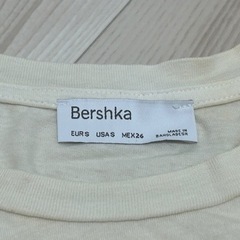 Bershka
EUR S USA S MEX 26 MADE IN
BANGLADESH